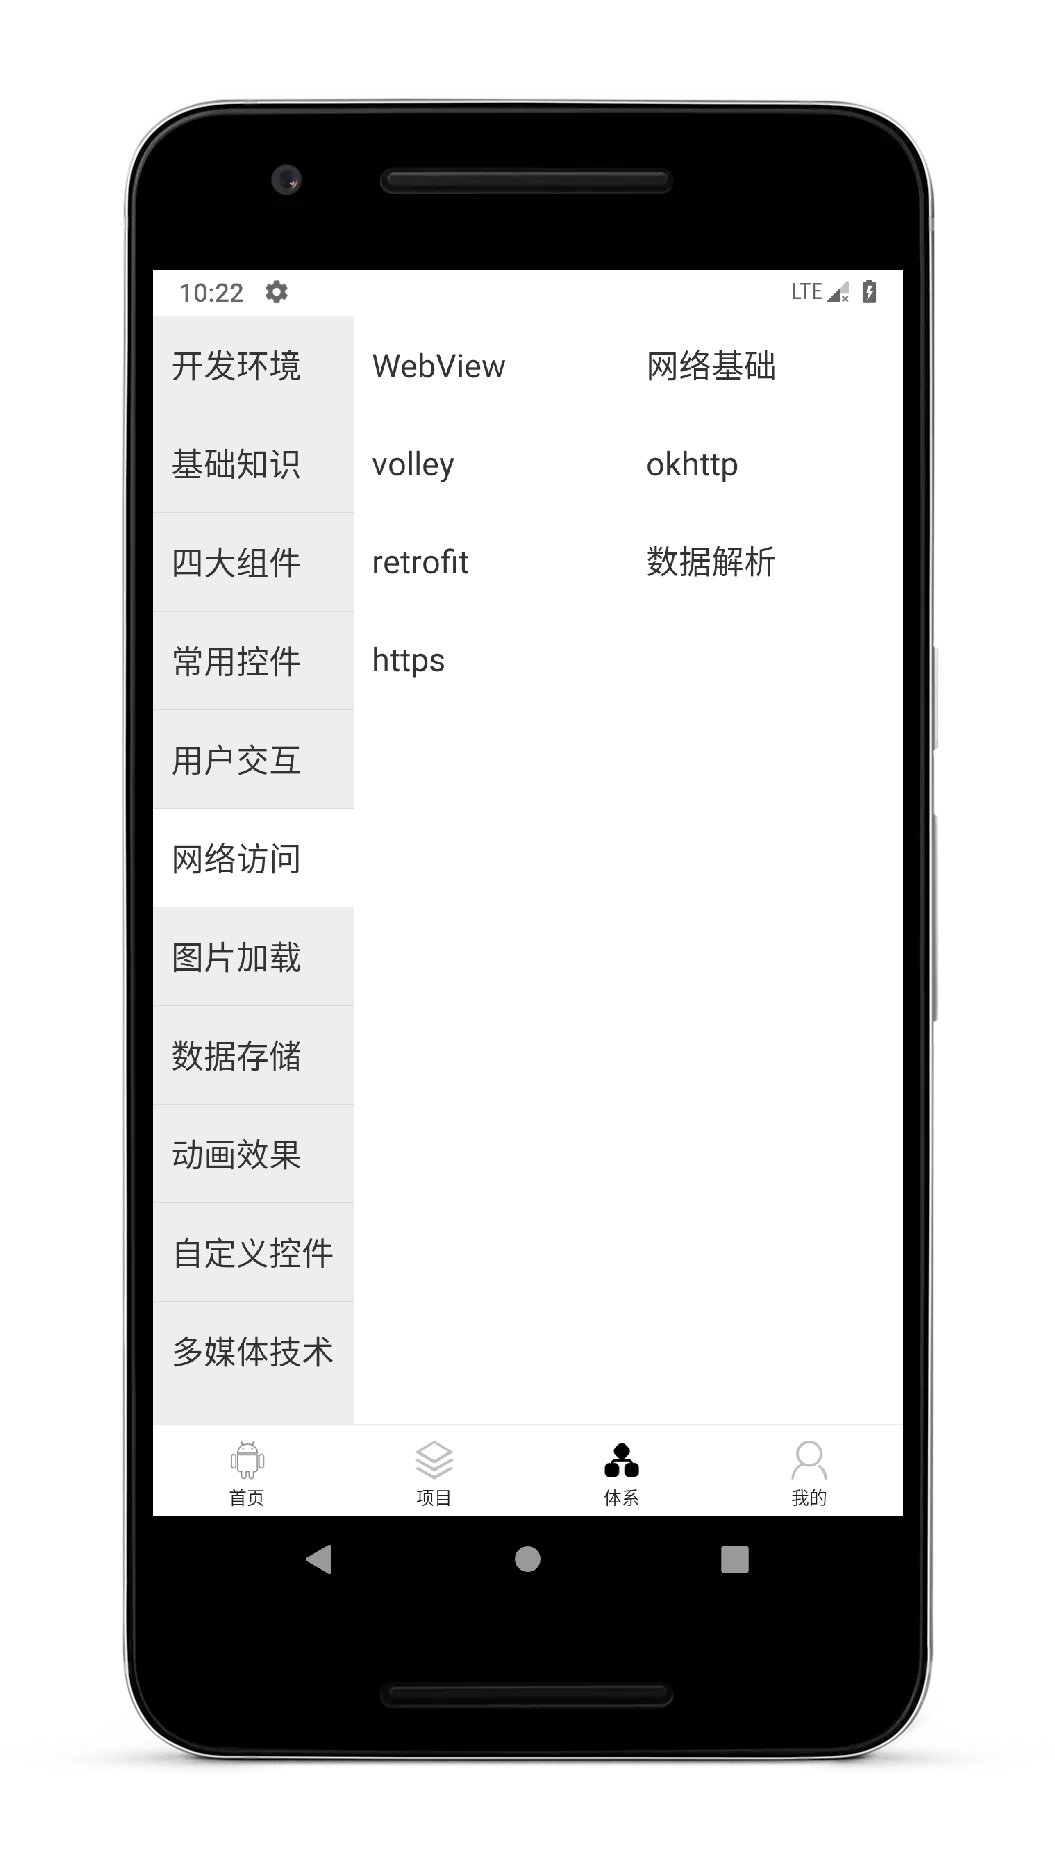 10:22 LTE
开发环境
基础知识
四大组件
常用控件
用户交互
网络访问
图片加载
数据存储
动画效果
自定义控件
多媒体技术
WebView 网络基础
volley okhttp
retrofit 数据解析
https
首页 项目 体系 我的